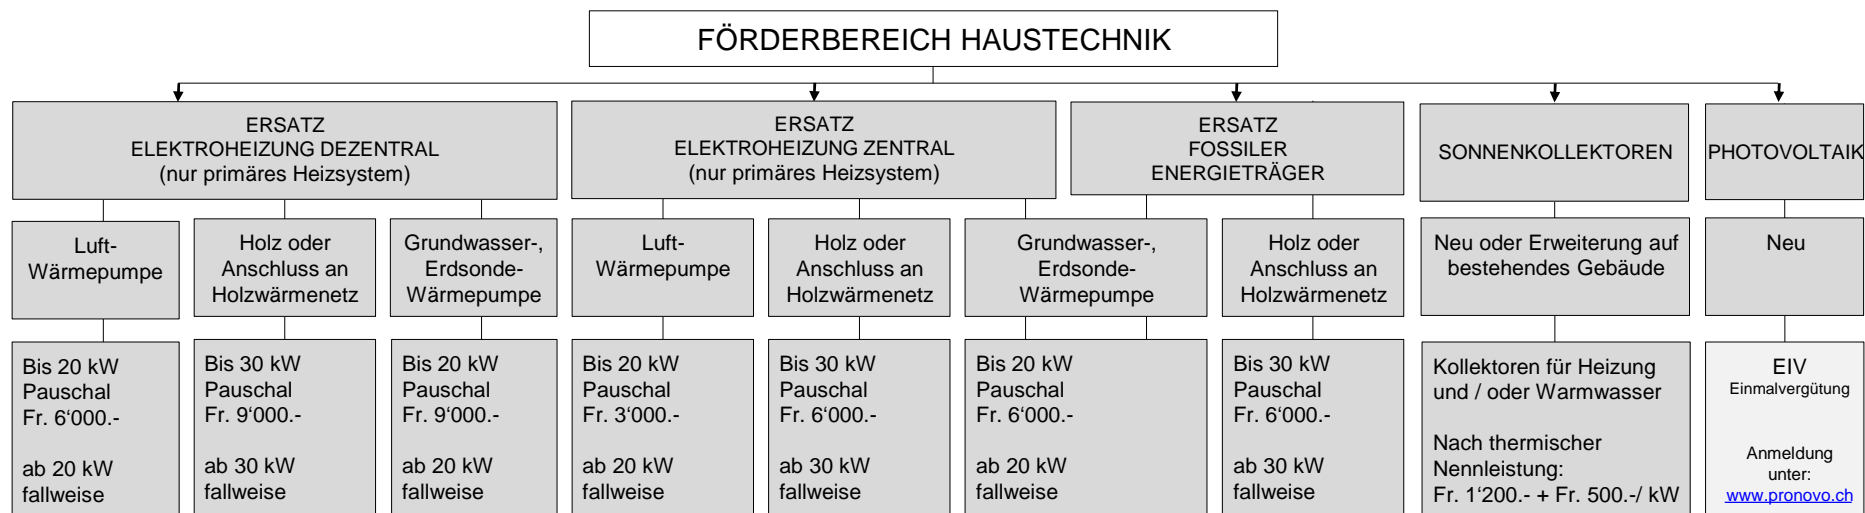 FÖRDERBEREICH HAUSTECHNIK
ERSATZ
ELEKTROHEIZUNG DEZENTRAL
(nur primäres Heizsystem)
ERSATZ
ELEKTROHEIZUNG ZENTRAL
(nur primäres Heizsystem)
ERSATZ
FOSSILER
ENERGIETRÄGER
SONNENKOLLEKTOREN
PHOTOVOLTAIK
Luft-
Wärmepumpe
Holz oder
Anschluss an
Holzwärmenetz
Grundwasser-,
Erdsonde-
Wärmepumpe
Luft-
Wärmepumpe
Holz oder
Anschluss an
Holzwärmenetz
Grundwasser-,
Erdsonde-
Wärmepumpe
Holz oder
Anschluss an
Holzwärmenetz
Neu oder Erweiterung auf
bestehendes Gebäude
Neu
Bis 20 kW
Pauschal
Fr. 6‘000.-
ab 20 kW
fallweise
Bis 30 kW
Pauschal
Fr. 9‘000.-
ab 30 kW
fallweise
Bis 20 kW
Pauschal
Fr. 9‘000.-
ab 20 kW
fallweise
Bis 20 kW
Pauschal
Fr. 3‘000.-
ab 20 kW
fallweise
Bis 30 kW
Pauschal
Fr. 6‘000.-
ab 30 kW
fallweise
Bis 20 kW
Pauschal
Fr. 6‘000.-
ab 20 kW
fallweise
Bis 30 kW
Pauschal
Fr. 6‘000.-
ab 30 kW
fallweise
Kollektoren für Heizung
und / oder Warmwasser
Nach thermischer
Nennleistung:
Fr. 1‘200.- + Fr. 500.-/ kW
EIV
Einmalvergütung
Anmeldung
unter:
www.pronovo.ch